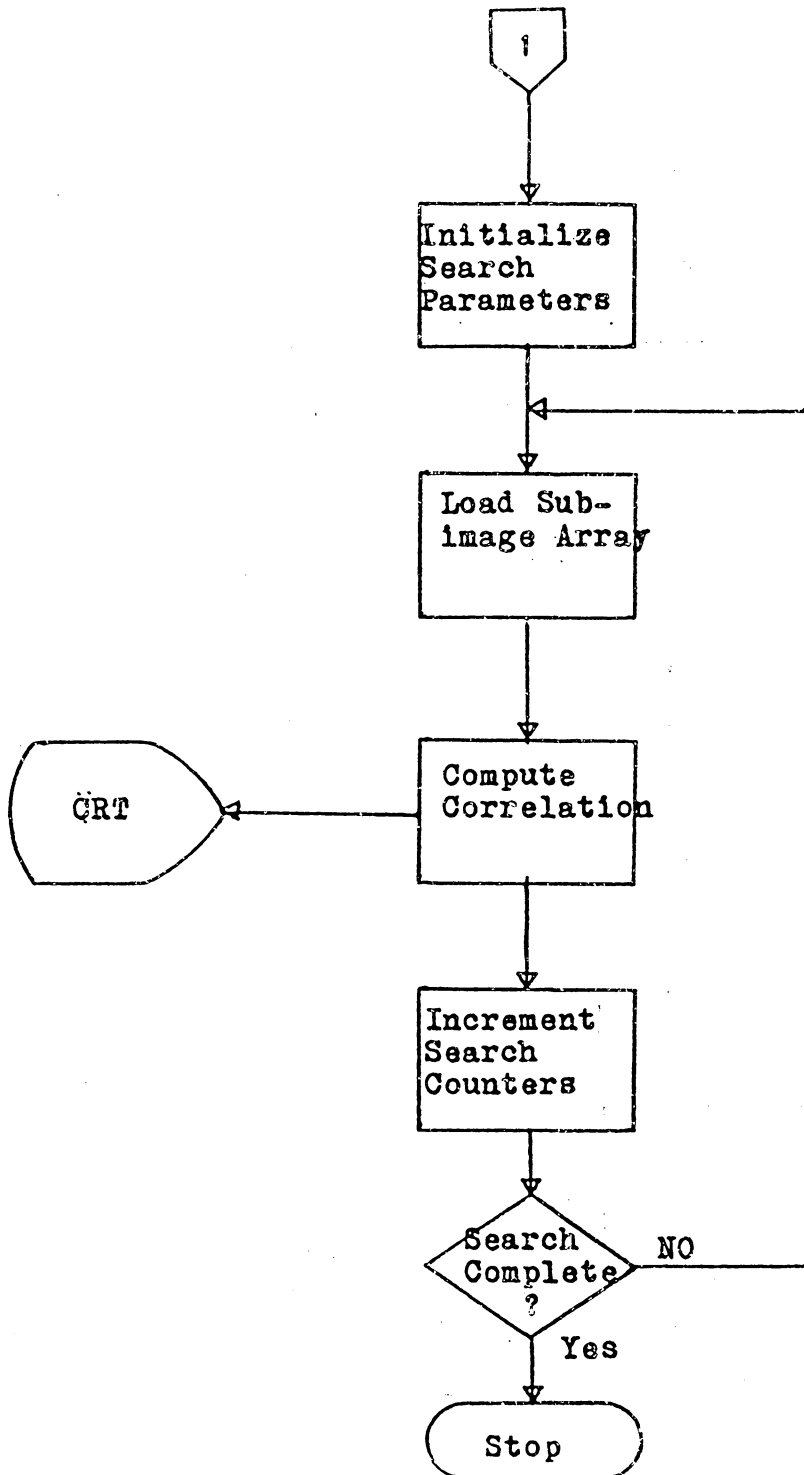 1
Initialize
Search
Parameters
Load Sub-
image Array
Compute
Correlation
CRT
Increment
Search
Counters
Search
Complete
?
NO
Yes
Stop